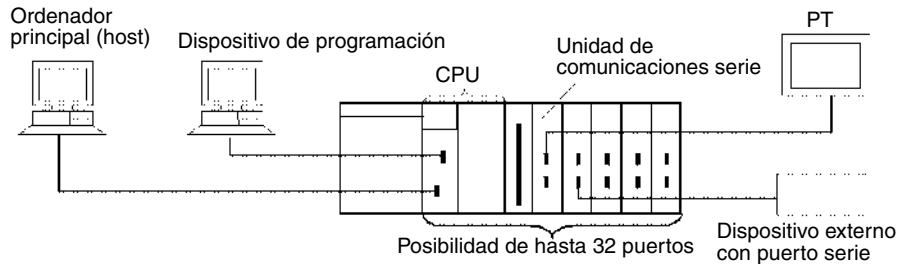 Ordenador
principal (host)
Dispositivo de programación
CPU
Unidad de
comunicaciones serie
PT
Posibilidad de hasta 32 puertos
Dispositivo externo
con puerto serie